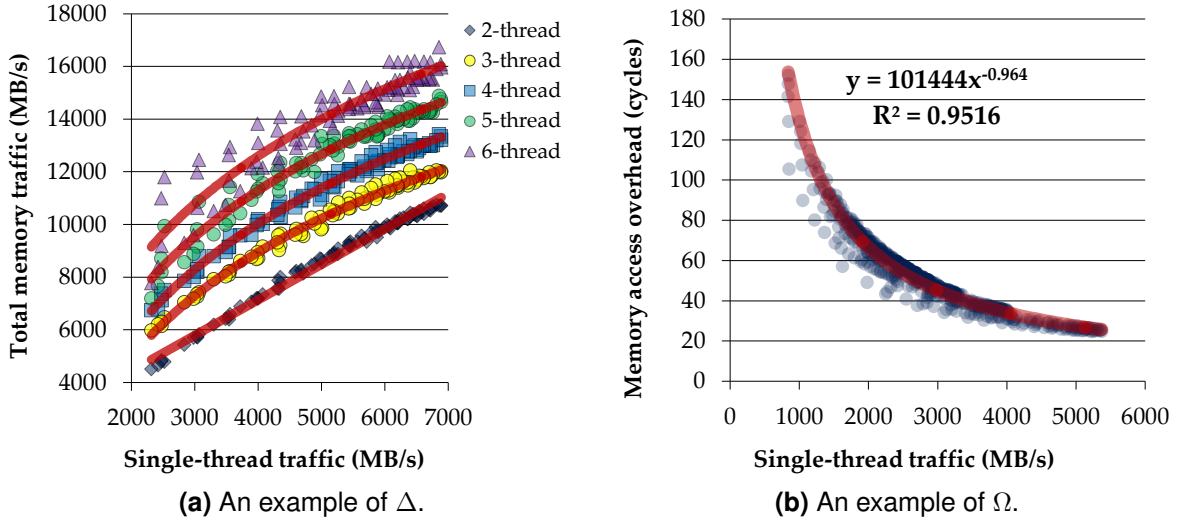 18000
16000
14000
12000
10000
8000
6000
4000
2000 3000 4000 5000 6000 7000
Total memory traffic (MB/s)
Single-thread traffic (MB/s)
2-thread
3-thread
4-thread
5-thread
6-thread
(a) An example of Δ.
180
160
140
120
100
80
60
40
20
0
0 1000 2000 3000 4000 5000 6000
Memory access overhead (cycles)
y = 101444x^-0.964
R² = 0.9516
Single-thread traffic (MB/s)
(b) An example of Ω.